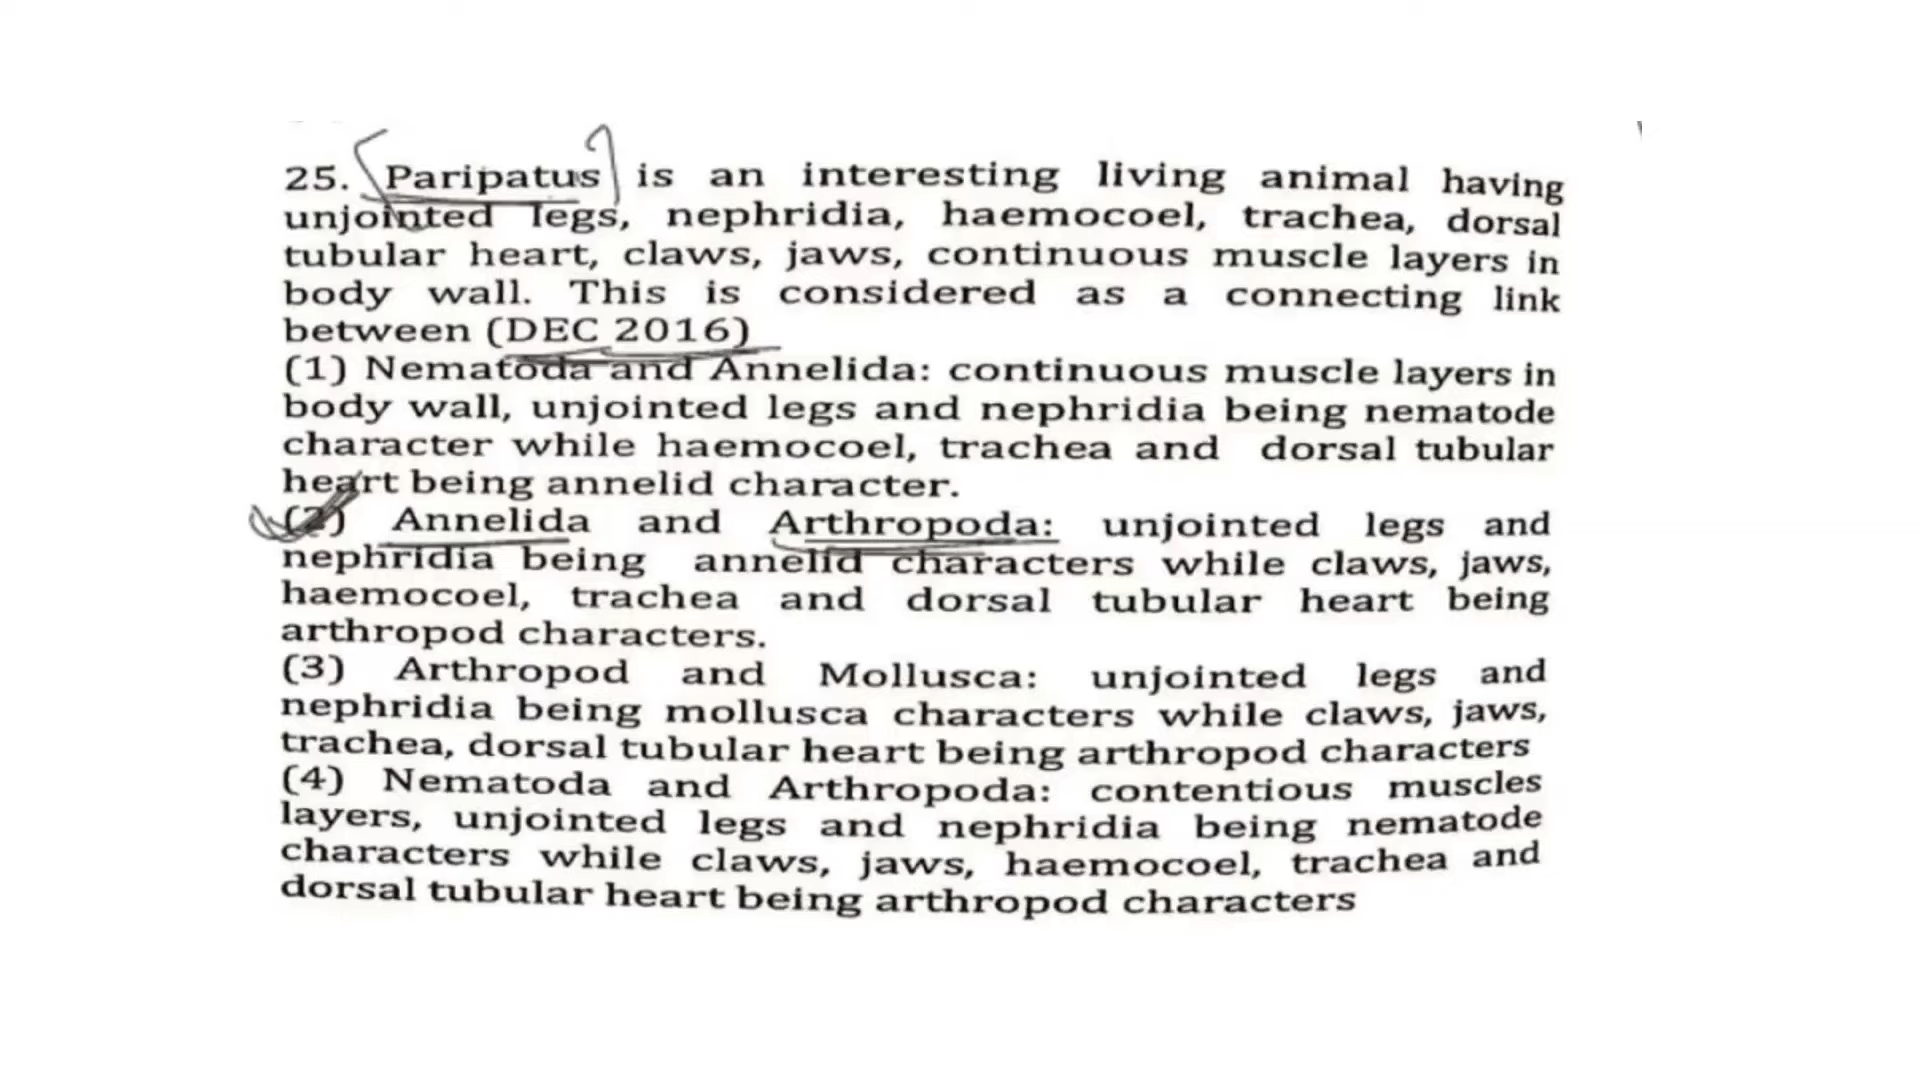 25. Paripatus is an interesting living animal having
unjointed legs, nephridia, haemocoel, trachea, dorsal
tubular heart, claws, jaws, continuous muscle layers in
body wall. This is considered as a connecting link
between (DEC 2016)
(1) Nematoda and Annelida: continuous muscle layers in
body wall, unjointed legs and nephridia being nematode
character while haemocoel, trachea and dorsal tubular
heart being annelid character.
(2) Annelida and Arthropoda: unjointed legs and
nephridia being annelid characters while claws, jaws,
haemocoel, trachea and dorsal tubular heart being
arthropod characters.
(3) Arthropod and Mollusca: unjointed legs and
nephridia being mollusca characters while claws, jaws,
trachea, dorsal tubular heart being arthropod characters
(4) Nematoda and Arthropoda: contentious muscles
layers, unjointed legs and nephridia being nematode
characters while claws, jaws, haemocoel, trachea and
dorsal tubular heart being arthropod characters